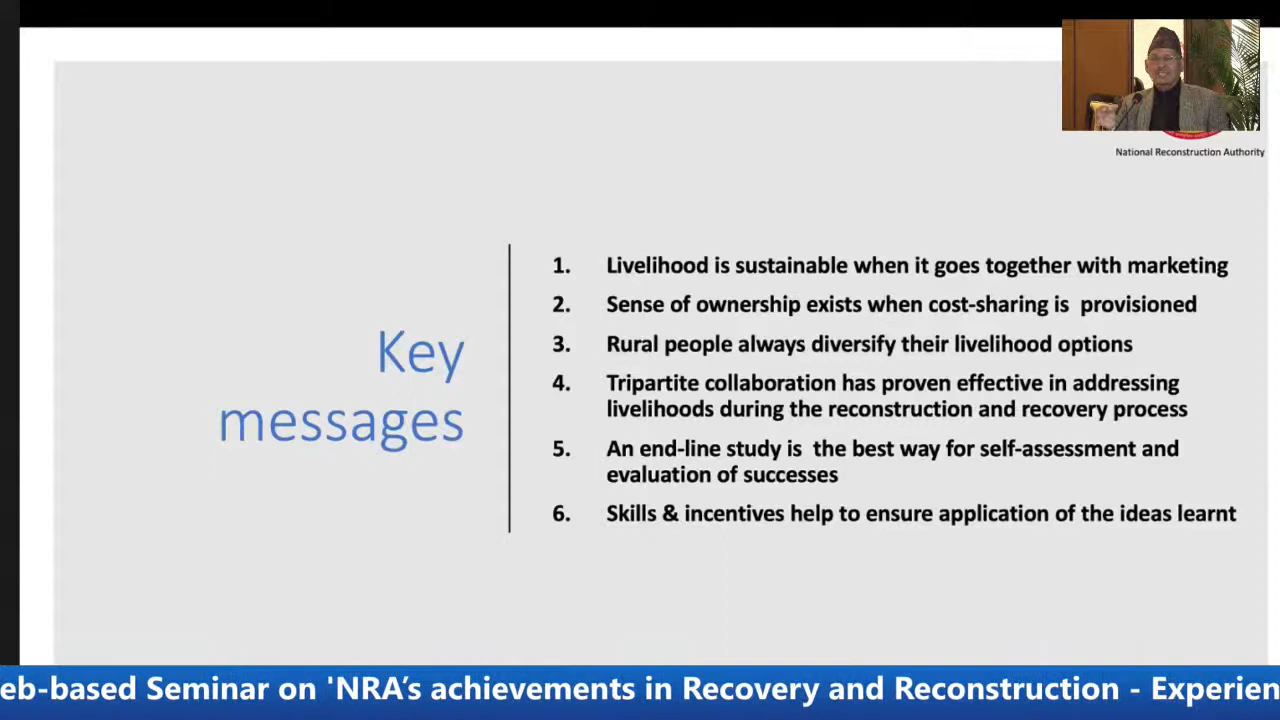 National Reconstruction Authority
Key
messages
1. Livelihood is sustainable when it goes together with marketing
2. Sense of ownership exists when cost-sharing is provisioned
3. Rural people always diversify their livelihood options
4. Tripartite collaboration has proven effective in addressing
livelihoods during the reconstruction and recovery process
5. An end-line study is the best way for self-assessment and
evaluation of successes
6. Skills & incentives help to ensure application of the ideas learnt
eb-based Seminar on 'NRA’s achievements in Recovery and Reconstruction - Experien